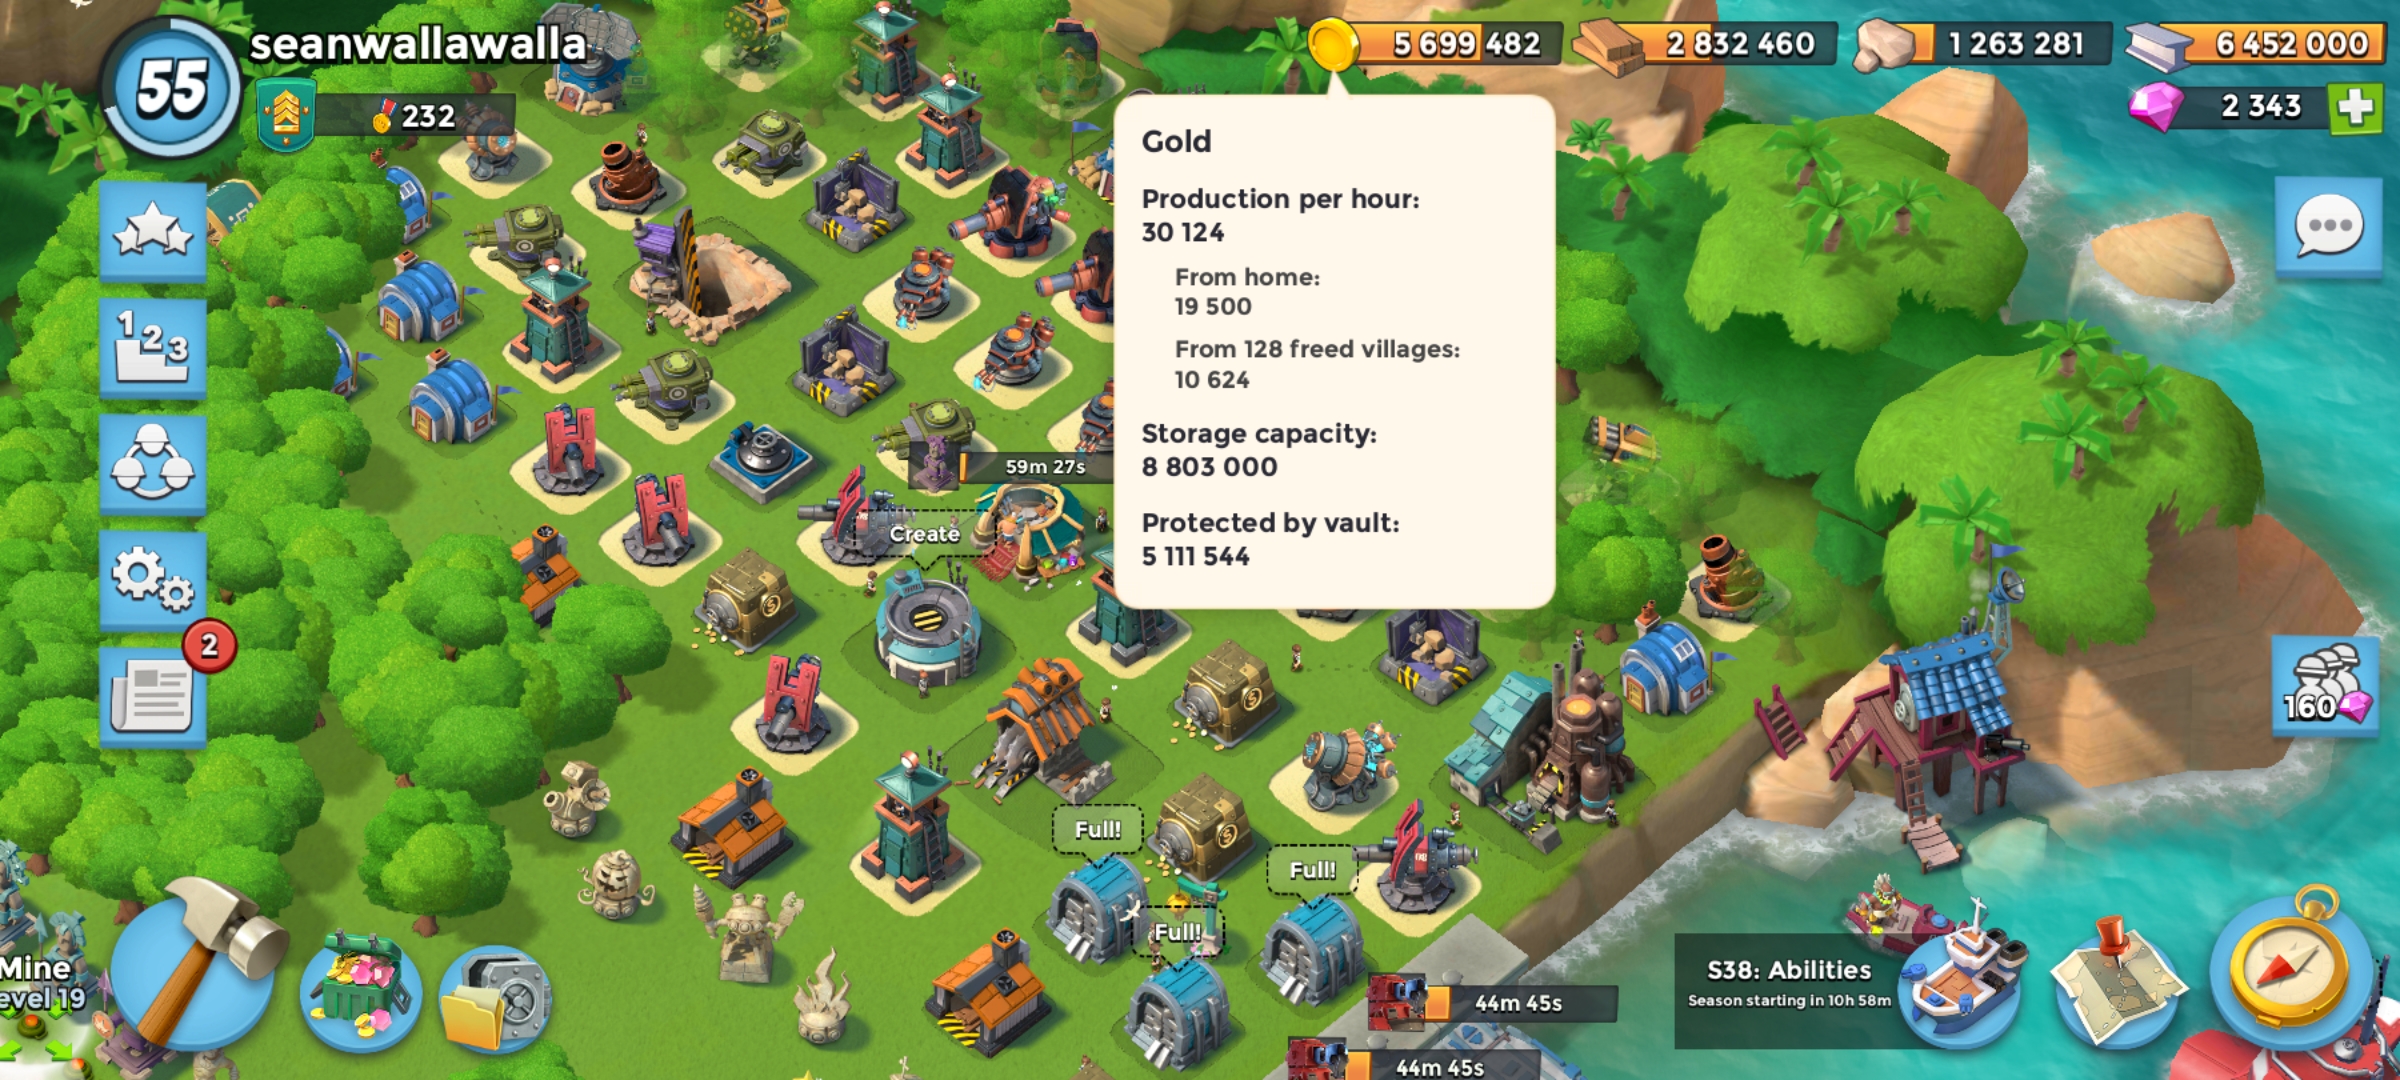 55
seanwallawalla
232
5 699 482
2 832 460
1 263 281
6 452 000
2 343
Gold
Production per hour:
30 124
From home:
19 500
From 128 freed villages:
10 624
Storage capacity:
8 803 000
Protected by vault:
5 111 544
1 2 3
59m 27s
Create
2
160
Full!
Full!
Full!
Mine
evel 19
S38: Abilities
Season starting in 10h 58m
44m 45s
44m 45s